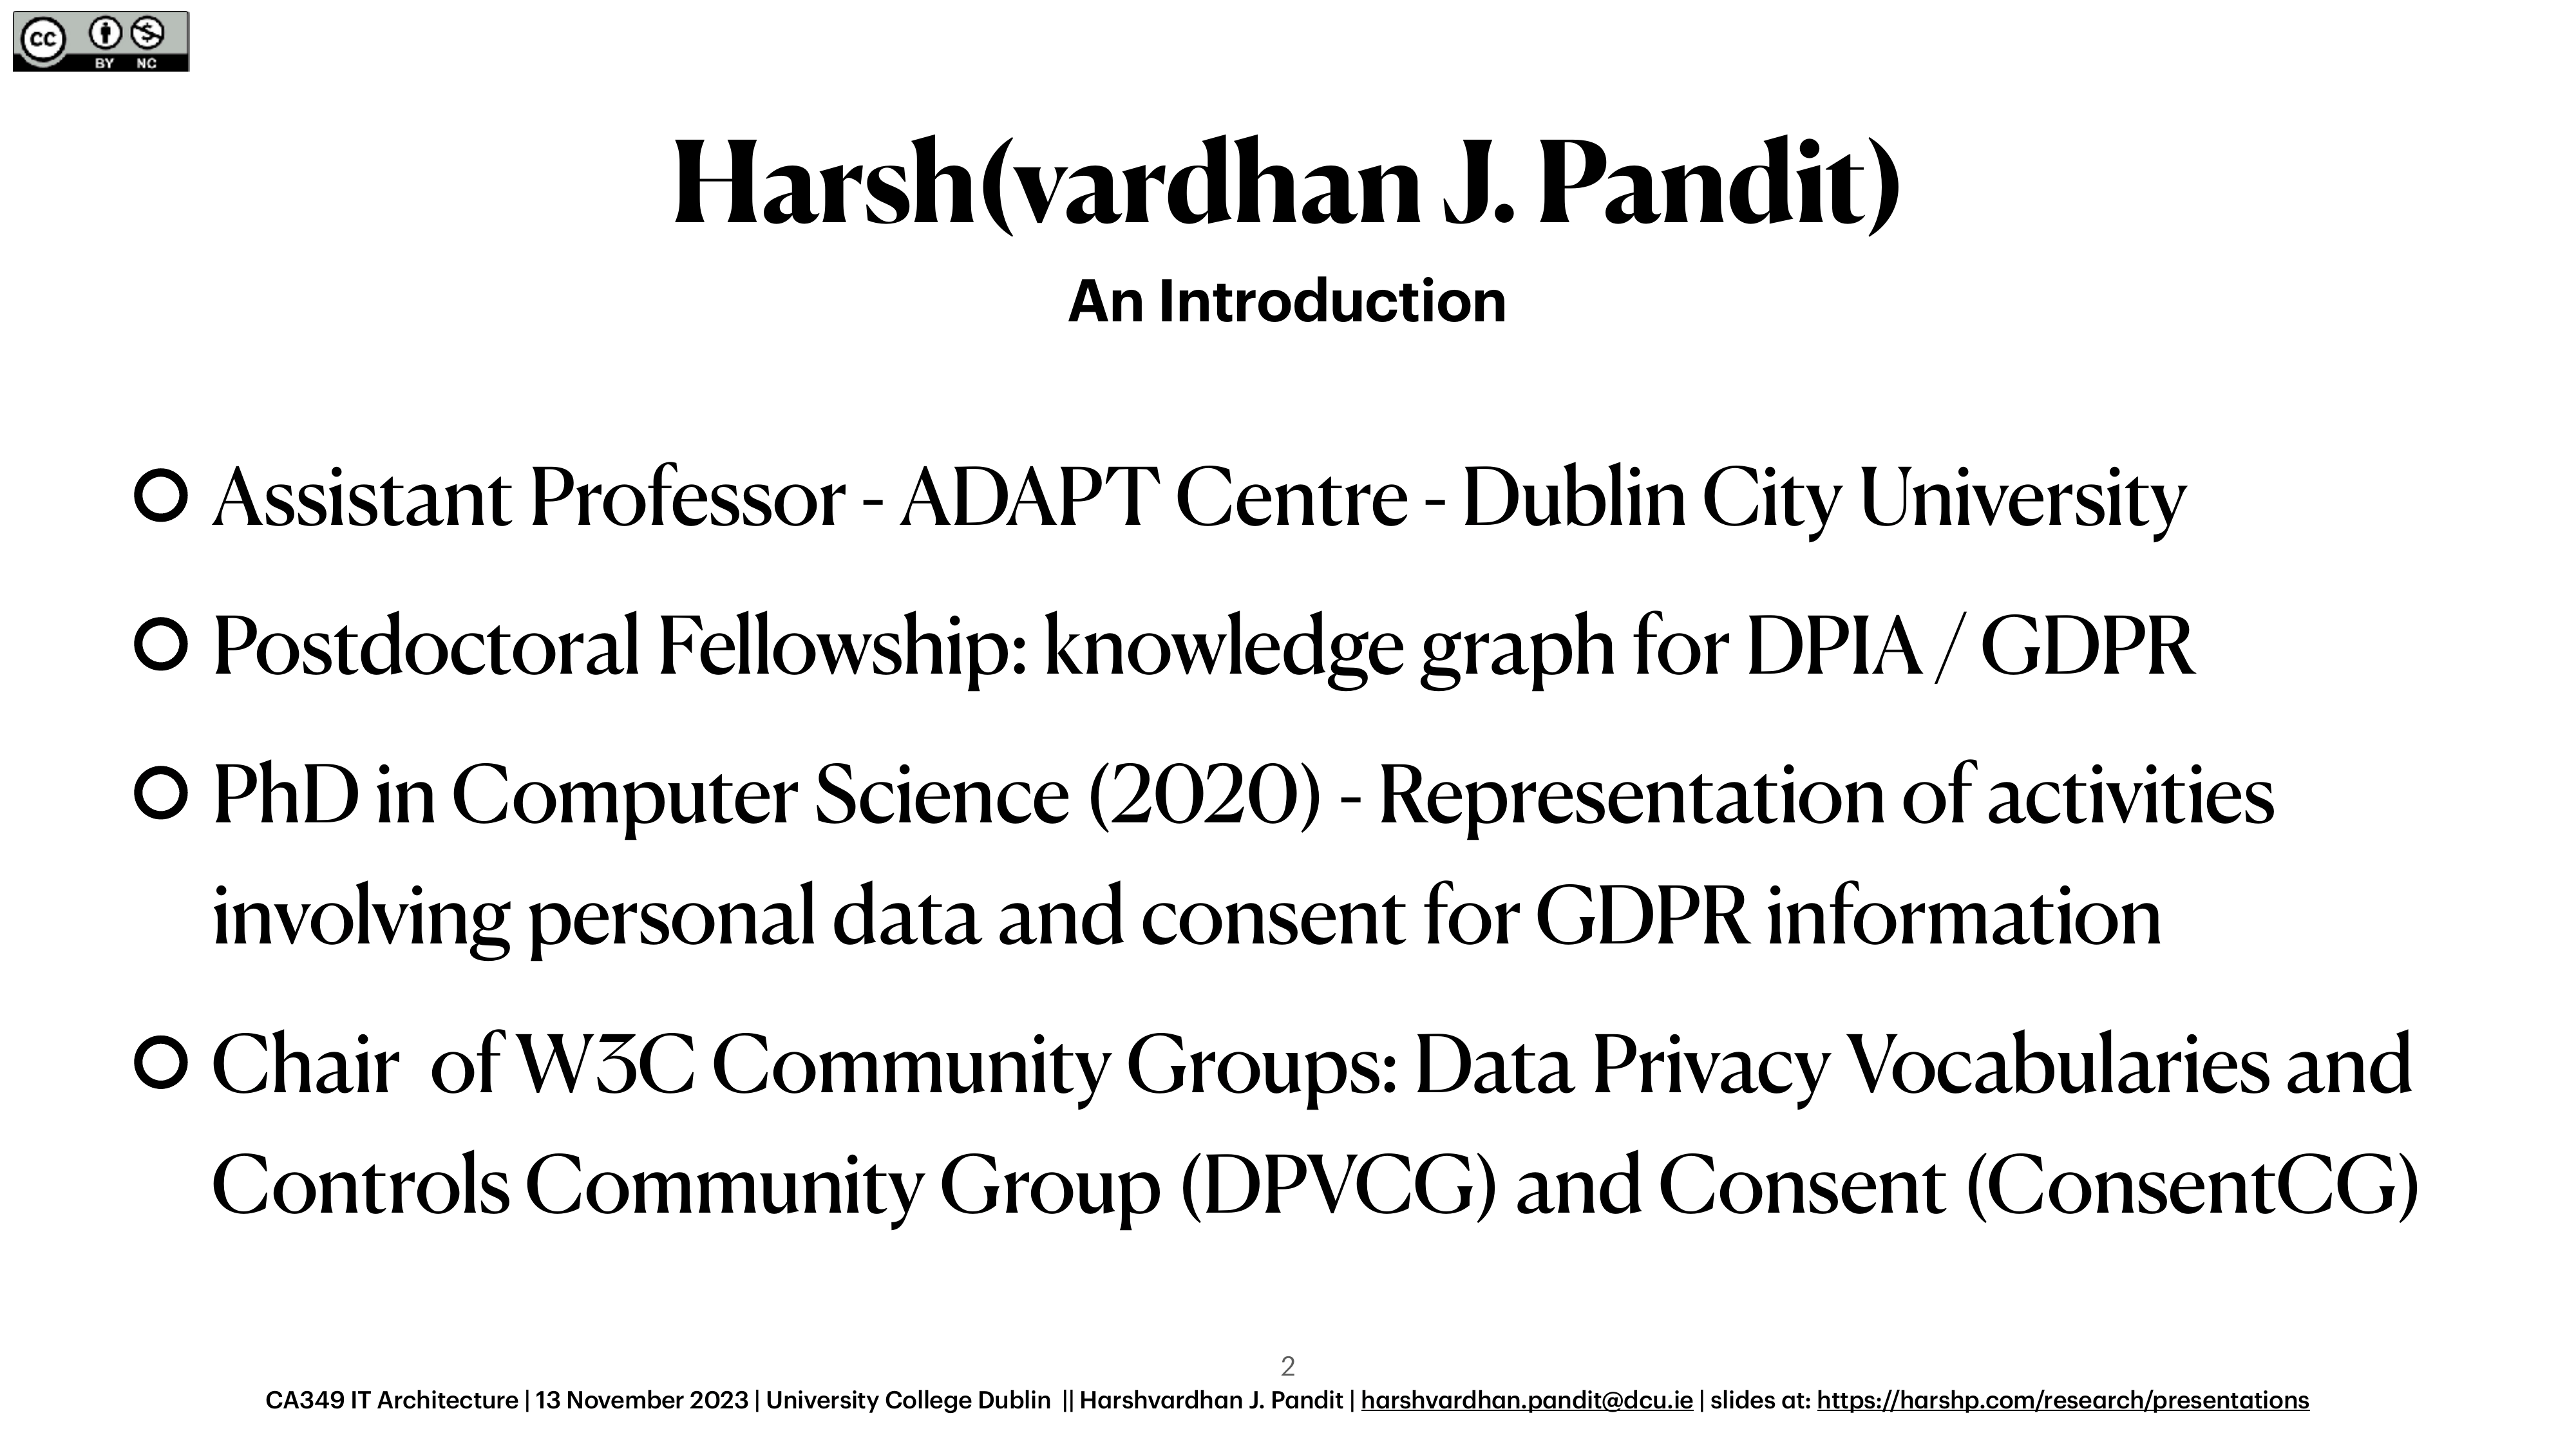 cc
BY NC
Harsh(vardhan J. Pandit)
An Introduction
Assistant Professor - ADAPT Centre - Dublin City University
Postdoctoral Fellowship: knowledge graph for DPIA / GDPR
PhD in Computer Science (2020) - Representation of activities
involving personal data and consent for GDPR information
Chair  of W3C Community Groups: Data Privacy Vocabularies and
Controls Community Group (DPVCG) and Consent (ConsentCG)
2
CA349 IT Architecture | 13 November 2023 | University College Dublin || Harshvardhan J. Pandit | harshvardhan.pandit@dcu.ie | slides at: https://harshp.com/research/presentations